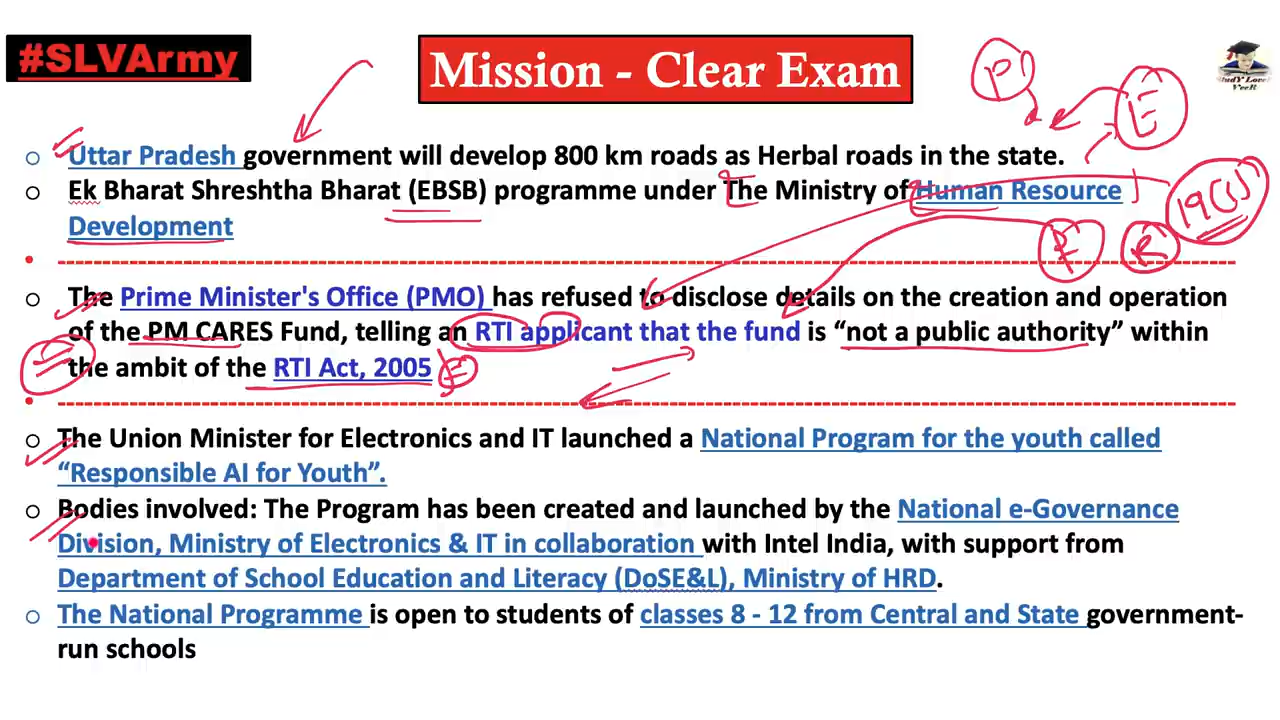 #SLVArmy
Mission - Clear Exam
StudY Lover
VeeR
P
E
○ Uttar Pradesh government will develop 800 km roads as Herbal roads in the state.
○ Ek Bharat Shreshtha Bharat (EBSB) programme under The Ministry of Human Resource
Development
19(1)
F R
• ------------------------------------------------------------
○ The Prime Minister's Office (PMO) has refused to disclose details on the creation and operation
of the PM CARES Fund, telling an RTI applicant that the fund is “not a public authority” within
the ambit of the RTI Act, 2005
• ------------------------------------------------------------
○ The Union Minister for Electronics and IT launched a National Program for the youth called
“Responsible AI for Youth”.
○ Bodies involved: The Program has been created and launched by the National e-Governance
Division, Ministry of Electronics & IT in collaboration with Intel India, with support from
Department of School Education and Literacy (DoSE&L), Ministry of HRD.
○ The National Programme is open to students of classes 8 - 12 from Central and State government-
run schools